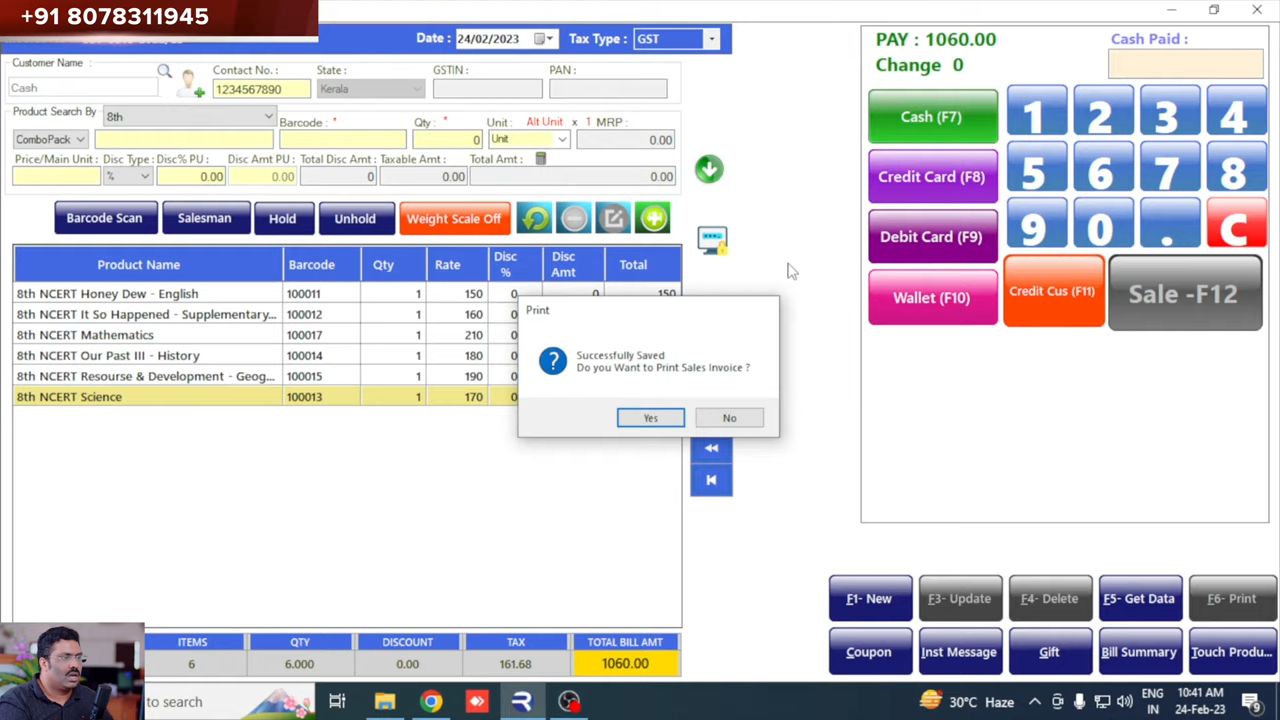 +91 8078311945
Date : 24/02/2023 Tax Type : GST
Customer Name Contact No. : State : GSTIN : PAN :
Cash 1234567890 Kerala
Product Search By 8th Barcode : * Qty : * Unit : Alt Unit x 1 MRP :
ComboPack 0 Unit 0.00
Price/Main Unit : Disc Type : Disc% PU : Disc Amt PU : Total Disc Amt : Taxable Amt : Total Amt :
% 0.00 0.00 0 0.00 0.00
Barcode Scan Salesman Hold Unhold Weight Scale Off
Product Name Barcode Qty Rate Disc % Disc Amt Total
8th NCERT Honey Dew - English 100011 1 150 0 0 150
8th NCERT It So Happened - Supplementary... 100012 1 160 0
8th NCERT Mathematics 100017 1 210 0
8th NCERT Our Past III - History 100014 1 180 0
8th NCERT Resourse & Development - Geog... 100015 1 190 0
8th NCERT Science 100013 1 170 0
Print
Successfully Saved
Do you Want to Print Sales Invoice ?
Yes No
ITEMS QTY DISCOUNT TAX TOTAL BILL AMT
6 6.000 0.00 161.68 1060.00
PAY : 1060.00 Cash Paid :
Change 0
Cash (F7) 1 2 3 4
Credit Card (F8) 5 6 7 8
Debit Card (F9) 9 0 . C
Wallet (F10) Credit Cus (F11) Sale -F12
F1- New F3- Update F4- Delete F5- Get Data F6- Print
Coupon Inst Message Gift Bill Summary Touch Produ...
to search 30°C Haze ENG 10:41 AM
IN 24-Feb-23 9